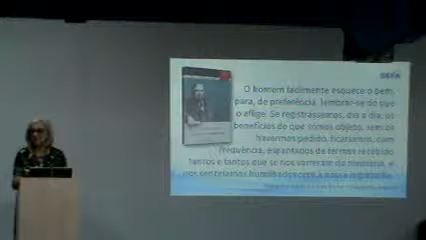 O homem facilmente esquece o bem,
para, de preferência, lembrar-se do que
o aflige. Se registrássemos, dia a dia, os
benefícios de que somos objeto, sem os
havermos pedido, ficaríamos, com
frequência, espantados de termos recebido
tantos e tantos que se nos varreram da memória, e
nos sentiríamos humilhados com a nossa ingratidão.